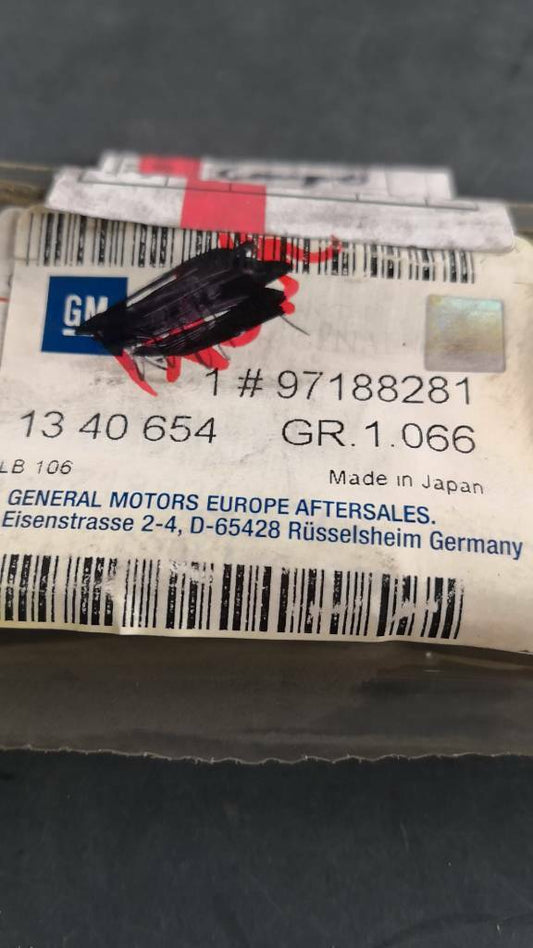 GM
1 # 97188281
13 40 654 GR.1.066
LB 106
Made in Japan
GENERAL MOTORS EUROPE AFTERSALES.
Eisenstrasse 2-4, D-65428 Rüsselsheim Germany